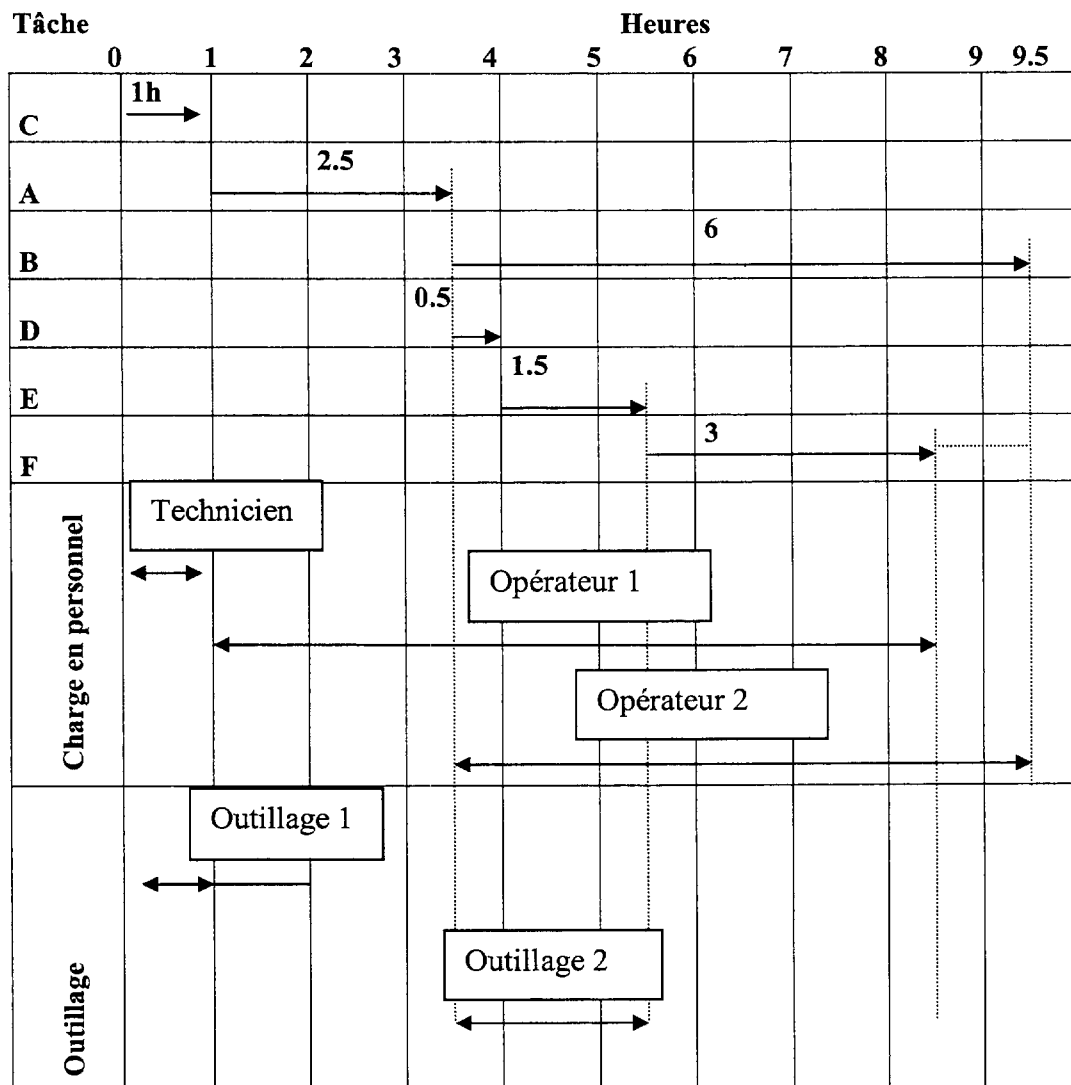 Tâche Heures
0 1 2 3 4 5 6 7 8 9 9.5
1h
C
2.5
A
6
B
0.5
D
1.5
E
3
F
Technicien
Opérateur 1
Opérateur 2
Charge en personnel
Outillage 1
Outillage 2
Outillage